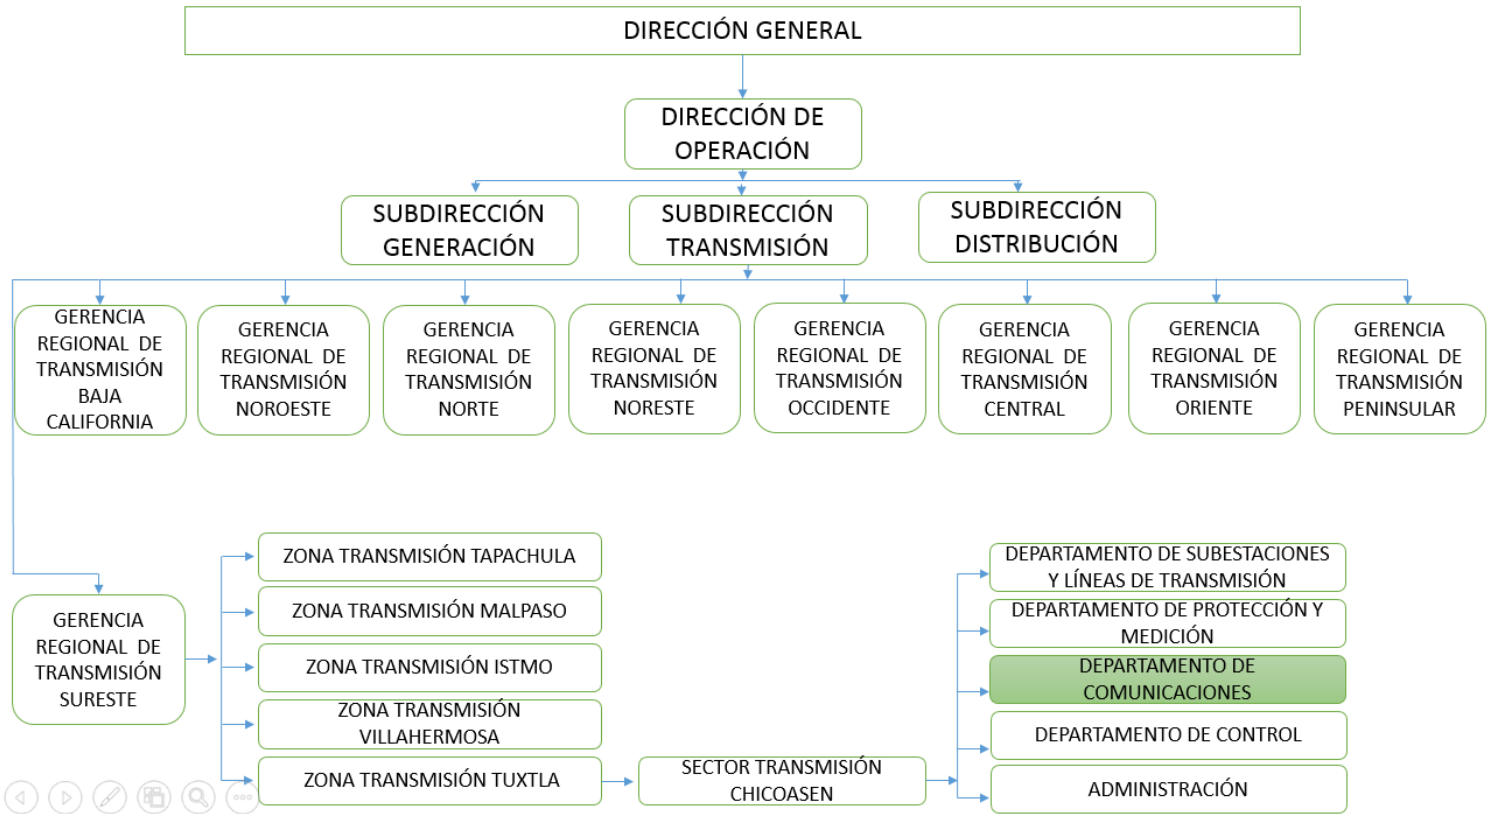 DIRECCIÓN GENERAL
DIRECCIÓN DE
OPERACIÓN
SUBDIRECCIÓN
GENERACIÓN
SUBDIRECCIÓN
TRANSMISIÓN
SUBDIRECCIÓN
DISTRIBUCIÓN
GERENCIA
REGIONAL DE
TRANSMISIÓN
BAJA
CALIFORNIA
GERENCIA
REGIONAL DE
TRANSMISIÓN
NOROESTE
GERENCIA
REGIONAL DE
TRANSMISIÓN
NORTE
GERENCIA
REGIONAL DE
TRANSMISIÓN
NORESTE
GERENCIA
REGIONAL DE
TRANSMISIÓN
OCCIDENTE
GERENCIA
REGIONAL DE
TRANSMISIÓN
CENTRAL
GERENCIA
REGIONAL DE
TRANSMISIÓN
ORIENTE
GERENCIA
REGIONAL DE
TRANSMISIÓN
PENINSULAR
GERENCIA
REGIONAL DE
TRANSMISIÓN
SURESTE
ZONA TRANSMISIÓN TAPACHULA
ZONA TRANSMISIÓN MALPASO
ZONA TRANSMISIÓN ISTMO
ZONA TRANSMISIÓN
VILLAHERMOSA
ZONA TRANSMISIÓN TUXTLA
SECTOR TRANSMISIÓN
CHICOASEN
DEPARTAMENTO DE SUBESTACIONES
Y LÍNEAS DE TRANSMISIÓN
DEPARTAMENTO DE PROTECCIÓN Y
MEDICIÓN
DEPARTAMENTO DE
COMUNICACIONES
DEPARTAMENTO DE CONTROL
ADMINISTRACIÓN